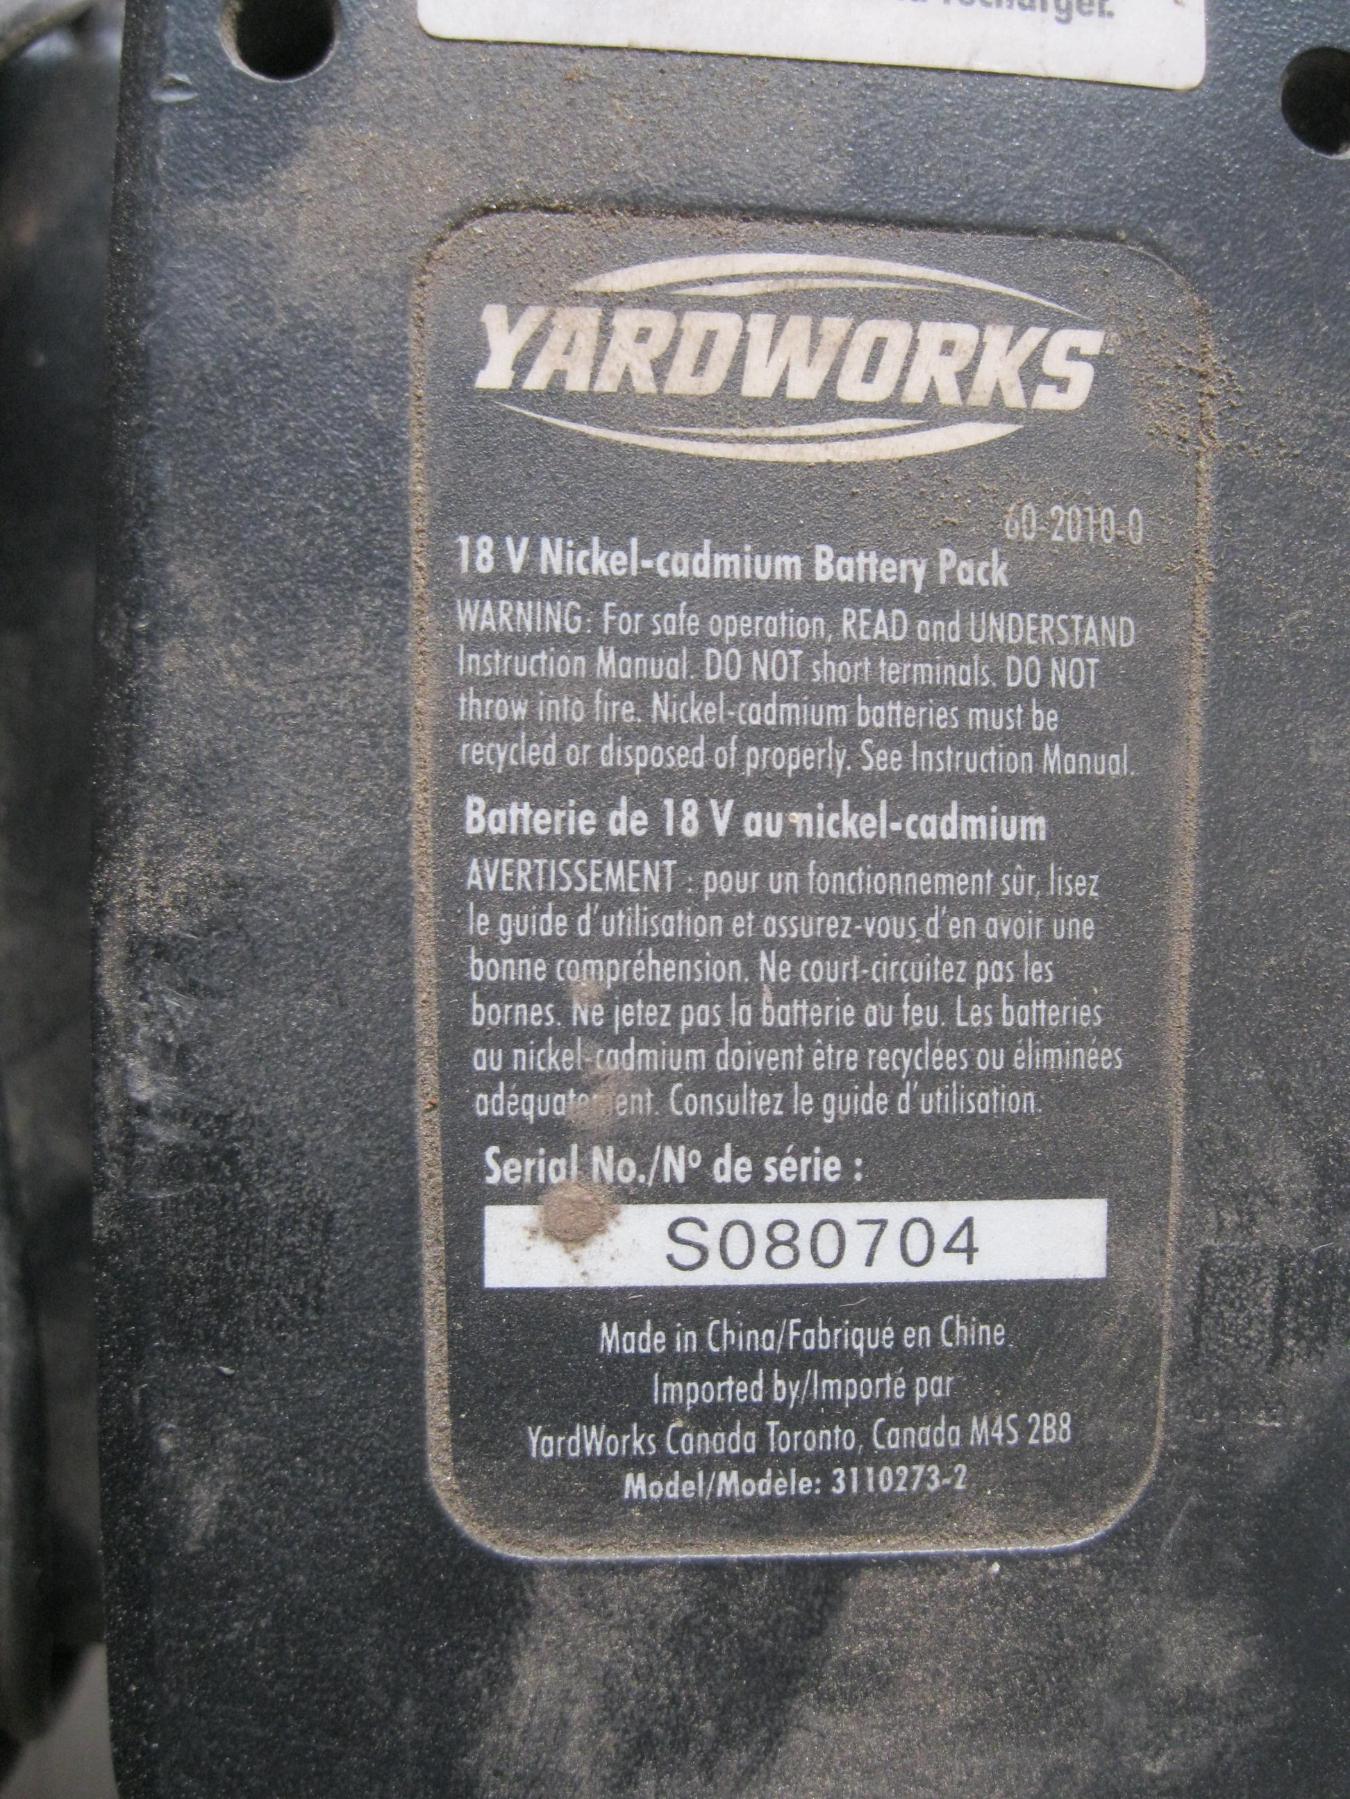 recharger.
YARDWORKS
60-2010-0
18 V Nickel-cadmium Battery Pack
WARNING: For safe operation, READ and UNDERSTAND
Instruction Manual. DO NOT short terminals. DO NOT
throw into fire. Nickel-cadmium batteries must be
recycled or disposed of properly. See Instruction Manual.
Batterie de 18 V au nickel-cadmium
AVERTISSEMENT : pour un fonctionnement sûr, lisez
le guide d'utilisation et assurez-vous d'en avoir une
bonne compréhension. Ne court-circuitez pas les
bornes. Ne jetez pas la batterie au feu. Les batteries
au nickel-cadmium doivent être recyclées ou éliminées
adéquatement. Consultez le guide d'utilisation.
Serial No./Nº de série :
S080704
Made in China/Fabriqué en Chine
Imported by/Importé par
YardWorks Canada Toronto, Canada M4S 2B8
Model/Modèle: 3110273-2